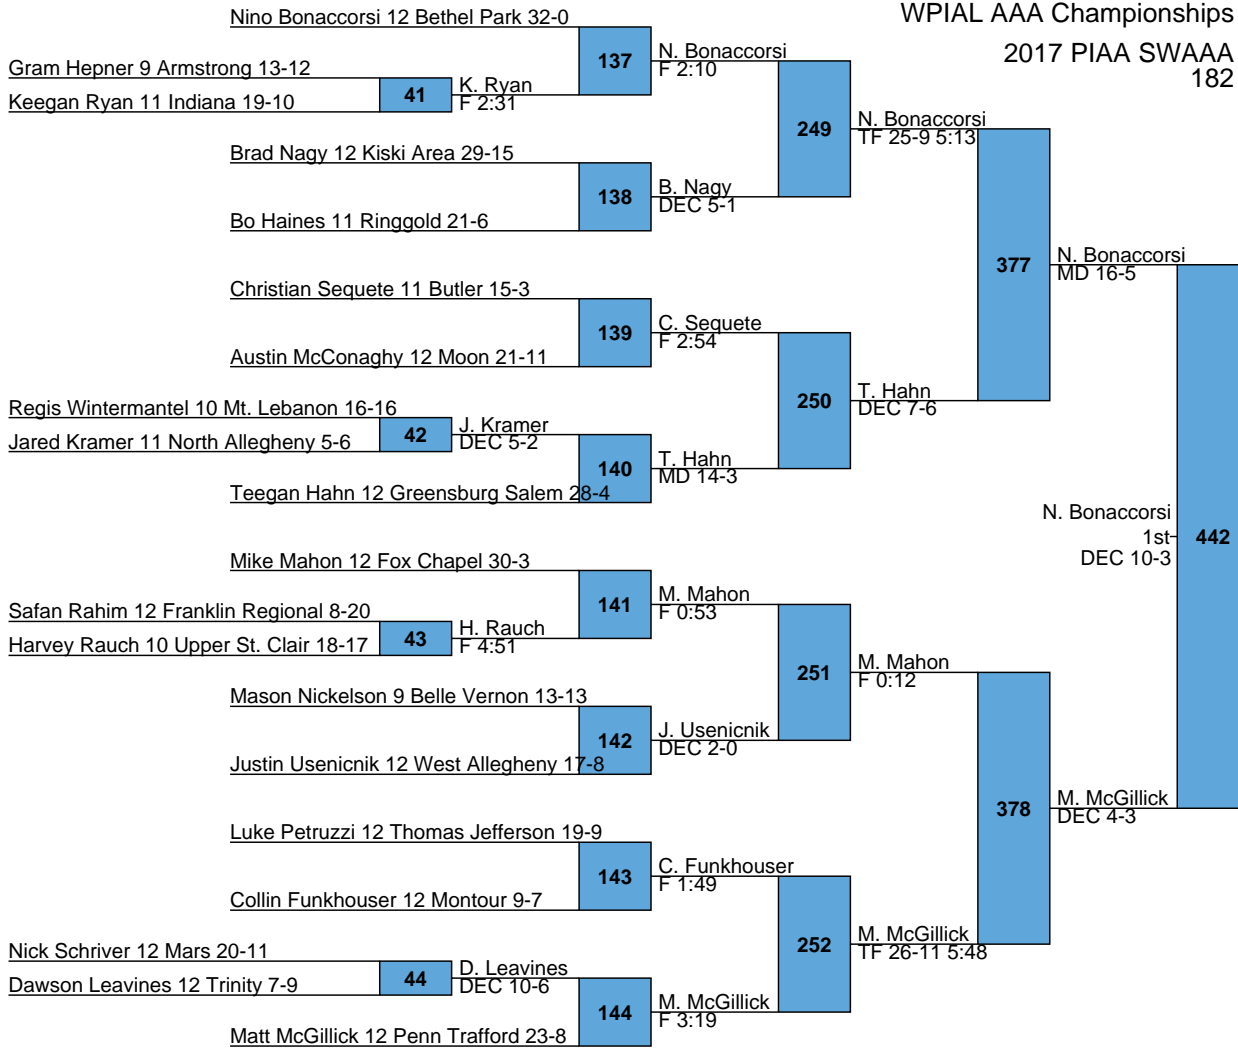 WPIAL AAA Championships
2017 PIAA SWAAA
182
Nino Bonaccorsi 12 Bethel Park 32-0
137
N. Bonaccorsi
F 2:10
Gram Hepner 9 Armstrong 13-12
41
K. Ryan
F 2:31
Keegan Ryan 11 Indiana 19-10
249
N. Bonaccorsi
TF 25-9 5:13
Brad Nagy 12 Kiski Area 29-15
138
B. Nagy
DEC 5-1
Bo Haines 11 Ringgold 21-6
377
N. Bonaccorsi
MD 16-5
Christian Sequete 11 Butler 15-3
139
C. Sequete
F 2:54
Austin McConaghy 12 Moon 21-11
250
T. Hahn
DEC 7-6
Regis Wintermantel 10 Mt. Lebanon 16-16
42
J. Kramer
DEC 5-2
Jared Kramer 11 North Allegheny 5-6
140
T. Hahn
MD 14-3
Teegan Hahn 12 Greensburg Salem 28-4
N. Bonaccorsi
1st
DEC 10-3
442
Mike Mahon 12 Fox Chapel 30-3
141
M. Mahon
F 0:53
Safan Rahim 12 Franklin Regional 8-20
43
H. Rauch
F 4:51
Harvey Rauch 10 Upper St. Clair 18-17
251
M. Mahon
F 0:12
Mason Nickelson 9 Belle Vernon 13-13
142
J. Usenicnik
DEC 2-0
Justin Usenicnik 12 West Allegheny 17-8
378
M. McGillick
DEC 4-3
Luke Petruzzi 12 Thomas Jefferson 19-9
143
C. Funkhouser
F 1:49
Collin Funkhouser 12 Montour 9-7
252
M. McGillick
TF 26-11 5:48
Nick Schriver 12 Mars 20-11
44
D. Leavines
DEC 10-6
Dawson Leavines 12 Trinity 7-9
144
M. McGillick
F 3:19
Matt McGillick 12 Penn Trafford 23-8